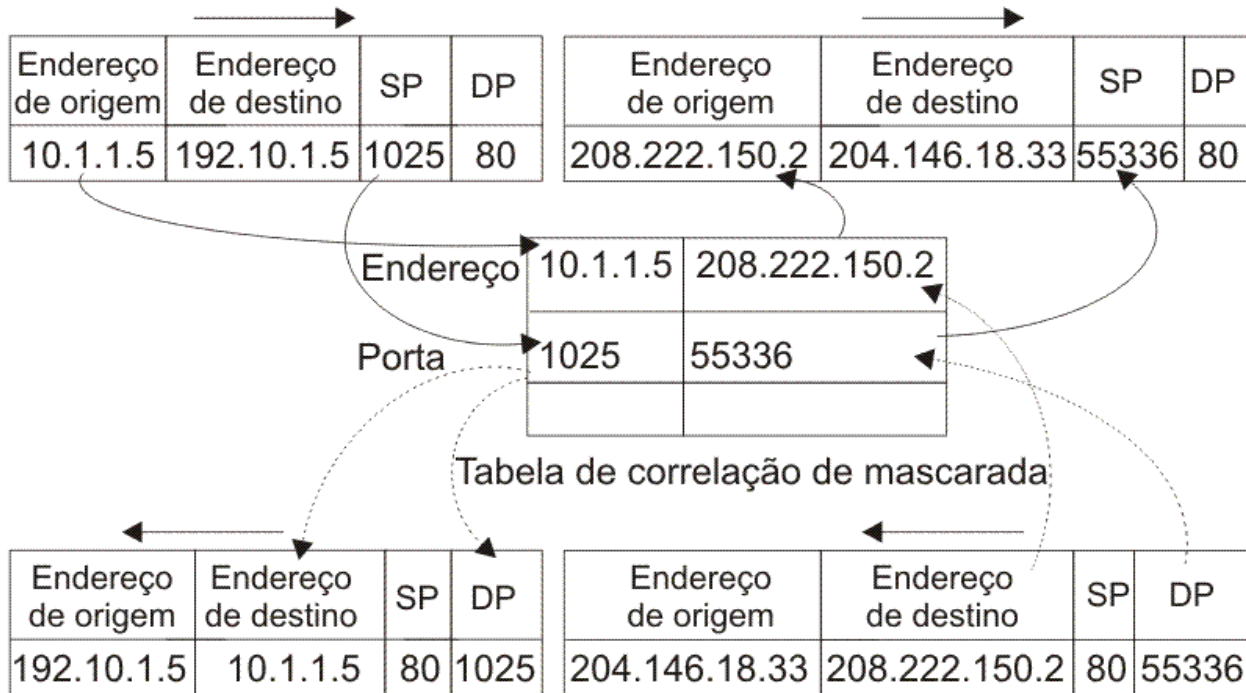 Endereço de origem Endereço de destino SP DP
10.1.1.5 192.10.1.5 1025 80
Endereço de origem Endereço de destino SP DP
208.222.150.2 204.146.18.33 55336 80
Endereço 10.1.1.5 208.222.150.2
Porta 1025 55336
Tabela de correlação de mascarada
Endereço de origem Endereço de destino SP DP
192.10.1.5 10.1.1.5 80 1025
Endereço de origem Endereço de destino SP DP
204.146.18.33 208.222.150.2 80 55336